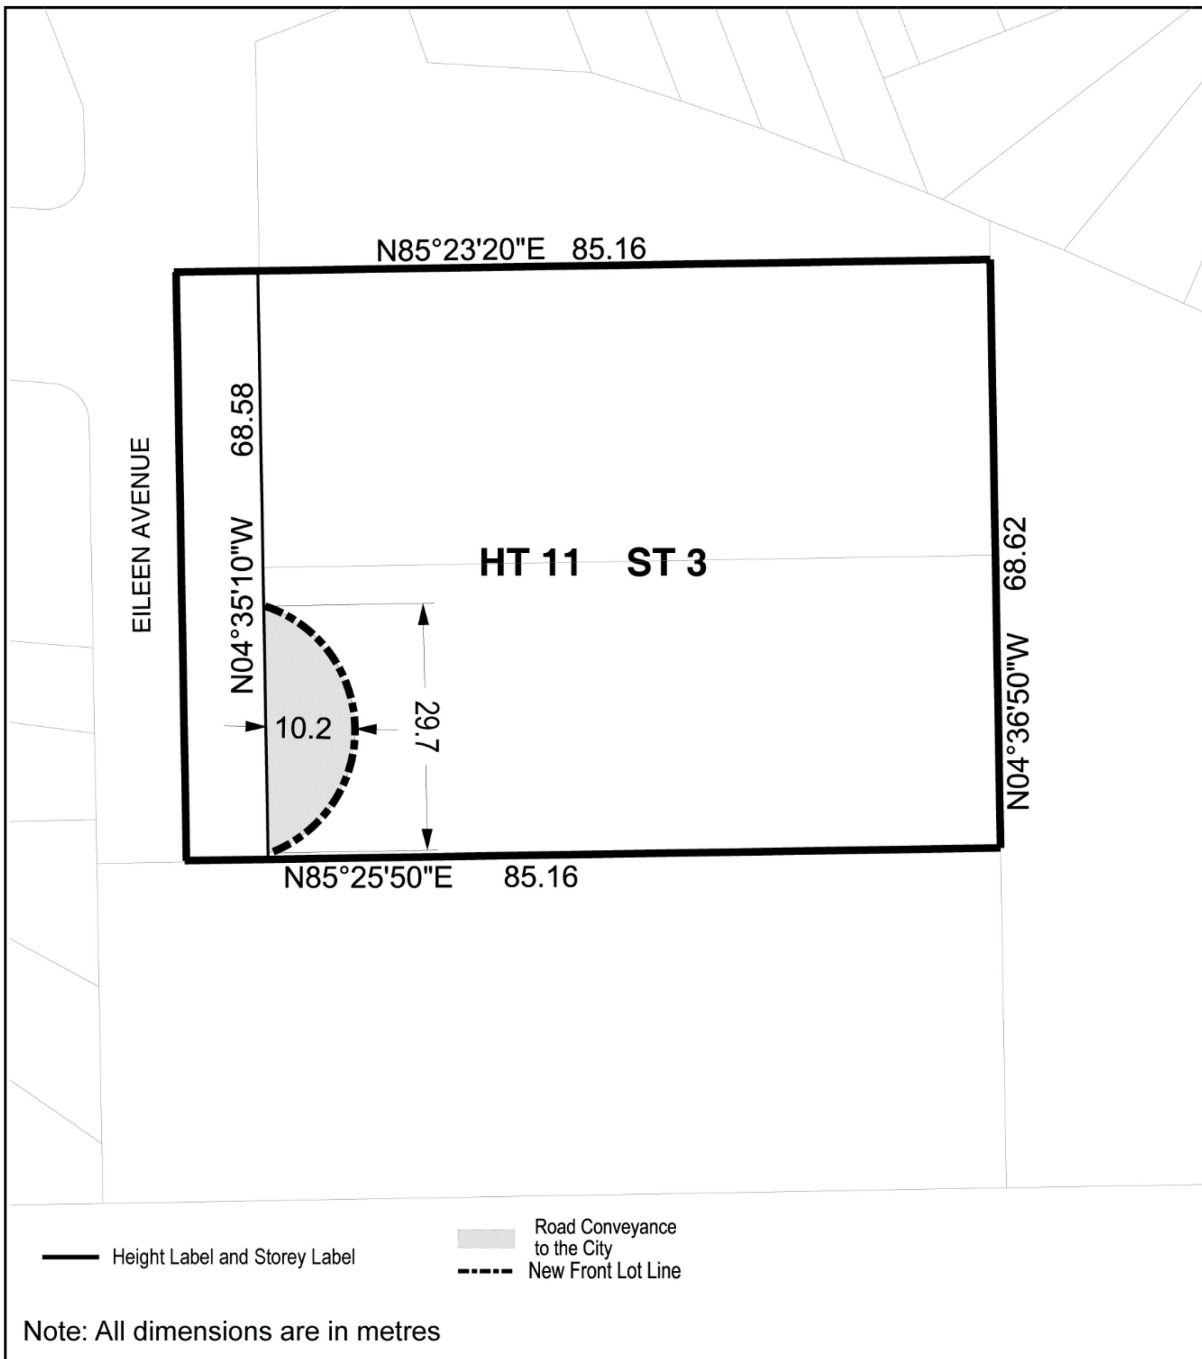 N85°23'20"E 85.16
EILEEN AVENUE
N04°35'10"W 68.58
HT 11 ST 3
N04°36'50"W 68.62
10.2
29.7
N85°25'50"E 85.16
Height Label and Storey Label
Road Conveyance
to the City
New Front Lot Line
Note: All dimensions are in metres